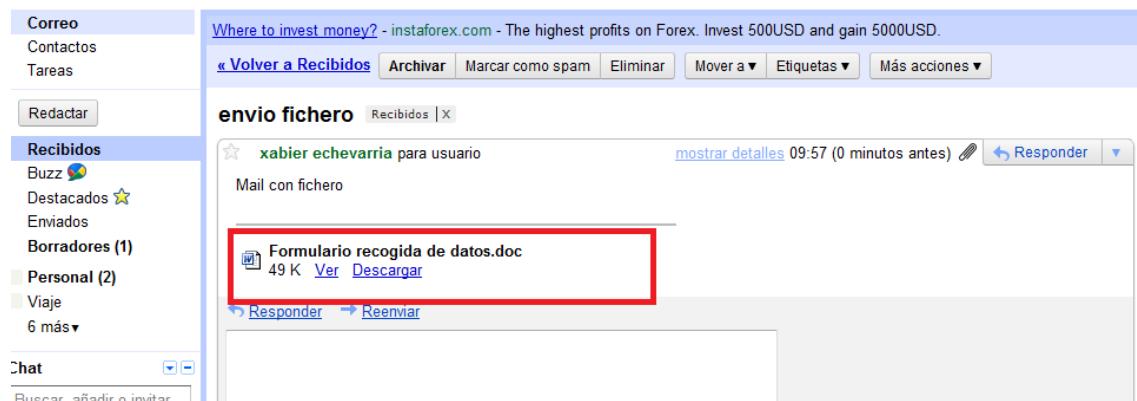 Correo
Contactos
Tareas
Redactar
Recibidos
Buzz
Destacados
Enviados
Borradores (1)
Personal (2)
Viaje
6 más ▾
Chat
Buscar, añadir o invitar
Where to invest money? - instaforex.com - The highest profits on Forex. Invest 500USD and gain 5000USD.
« Volver a Recibidos Archivar Marcar como spam Eliminar Mover a ▼ Etiquetas ▼ Más acciones ▼
envio fichero Recibidos | X
xabier echevarria para usuario mostrar detalles 09:57 (0 minutos antes) Responder ▼
Mail con fichero
Formulario recogida de datos.doc
49 K Ver Descargar
Responder Reenviar